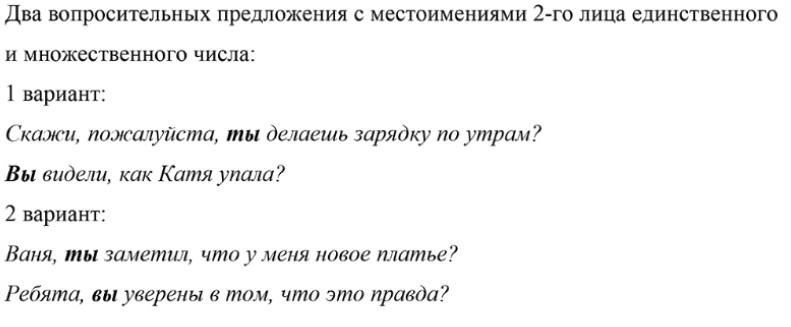 Два вопросительных предложения с местоимениями 2-го лица единственного
и множественного числа:
1 вариант:
Скажи, пожалуйста, ты делаешь зарядку по утрам?
Вы видели, как Катя упала?
2 вариант:
Ваня, ты заметил, что у меня новое платье?
Ребята, вы уверены в том, что это правда?